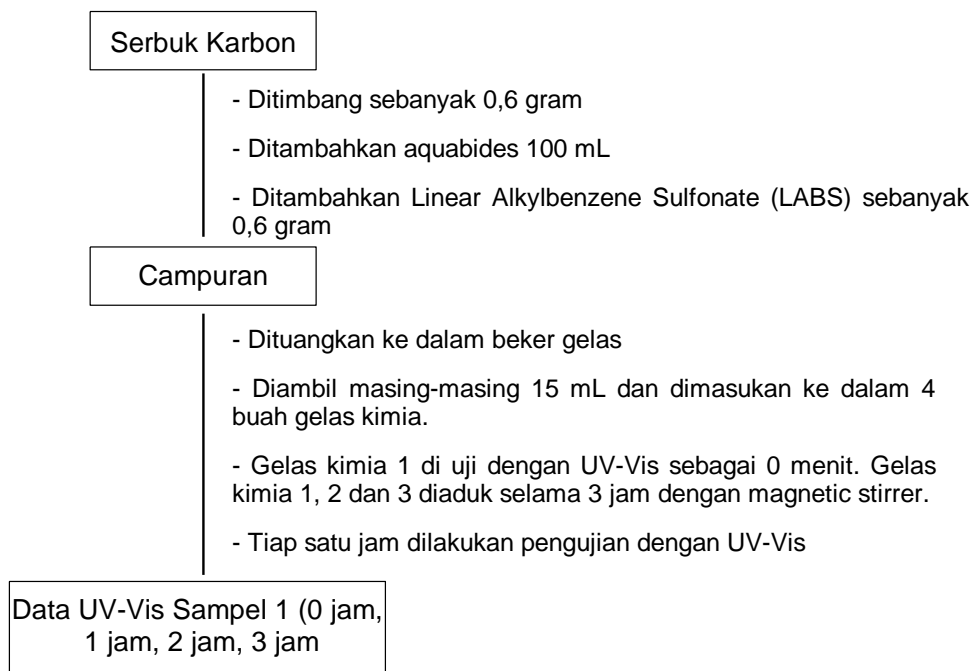 Serbuk Karbon
- Ditimbang sebanyak 0,6 gram
- Ditambahkan aquabides 100 mL
- Ditambahkan Linear Alkylbenzene Sulfonate (LABS) sebanyak
0,6 gram
Campuran
- Dituangkan ke dalam beker gelas
- Diambil masing-masing 15 mL dan dimasukan ke dalam 4
buah gelas kimia.
- Gelas kimia 1 di uji dengan UV-Vis sebagai 0 menit. Gelas
kimia 1, 2 dan 3 diaduk selama 3 jam dengan magnetic stirrer.
- Tiap satu jam dilakukan pengujian dengan UV-Vis
Data UV-Vis Sampel 1 (0 jam,
1 jam, 2 jam, 3 jam